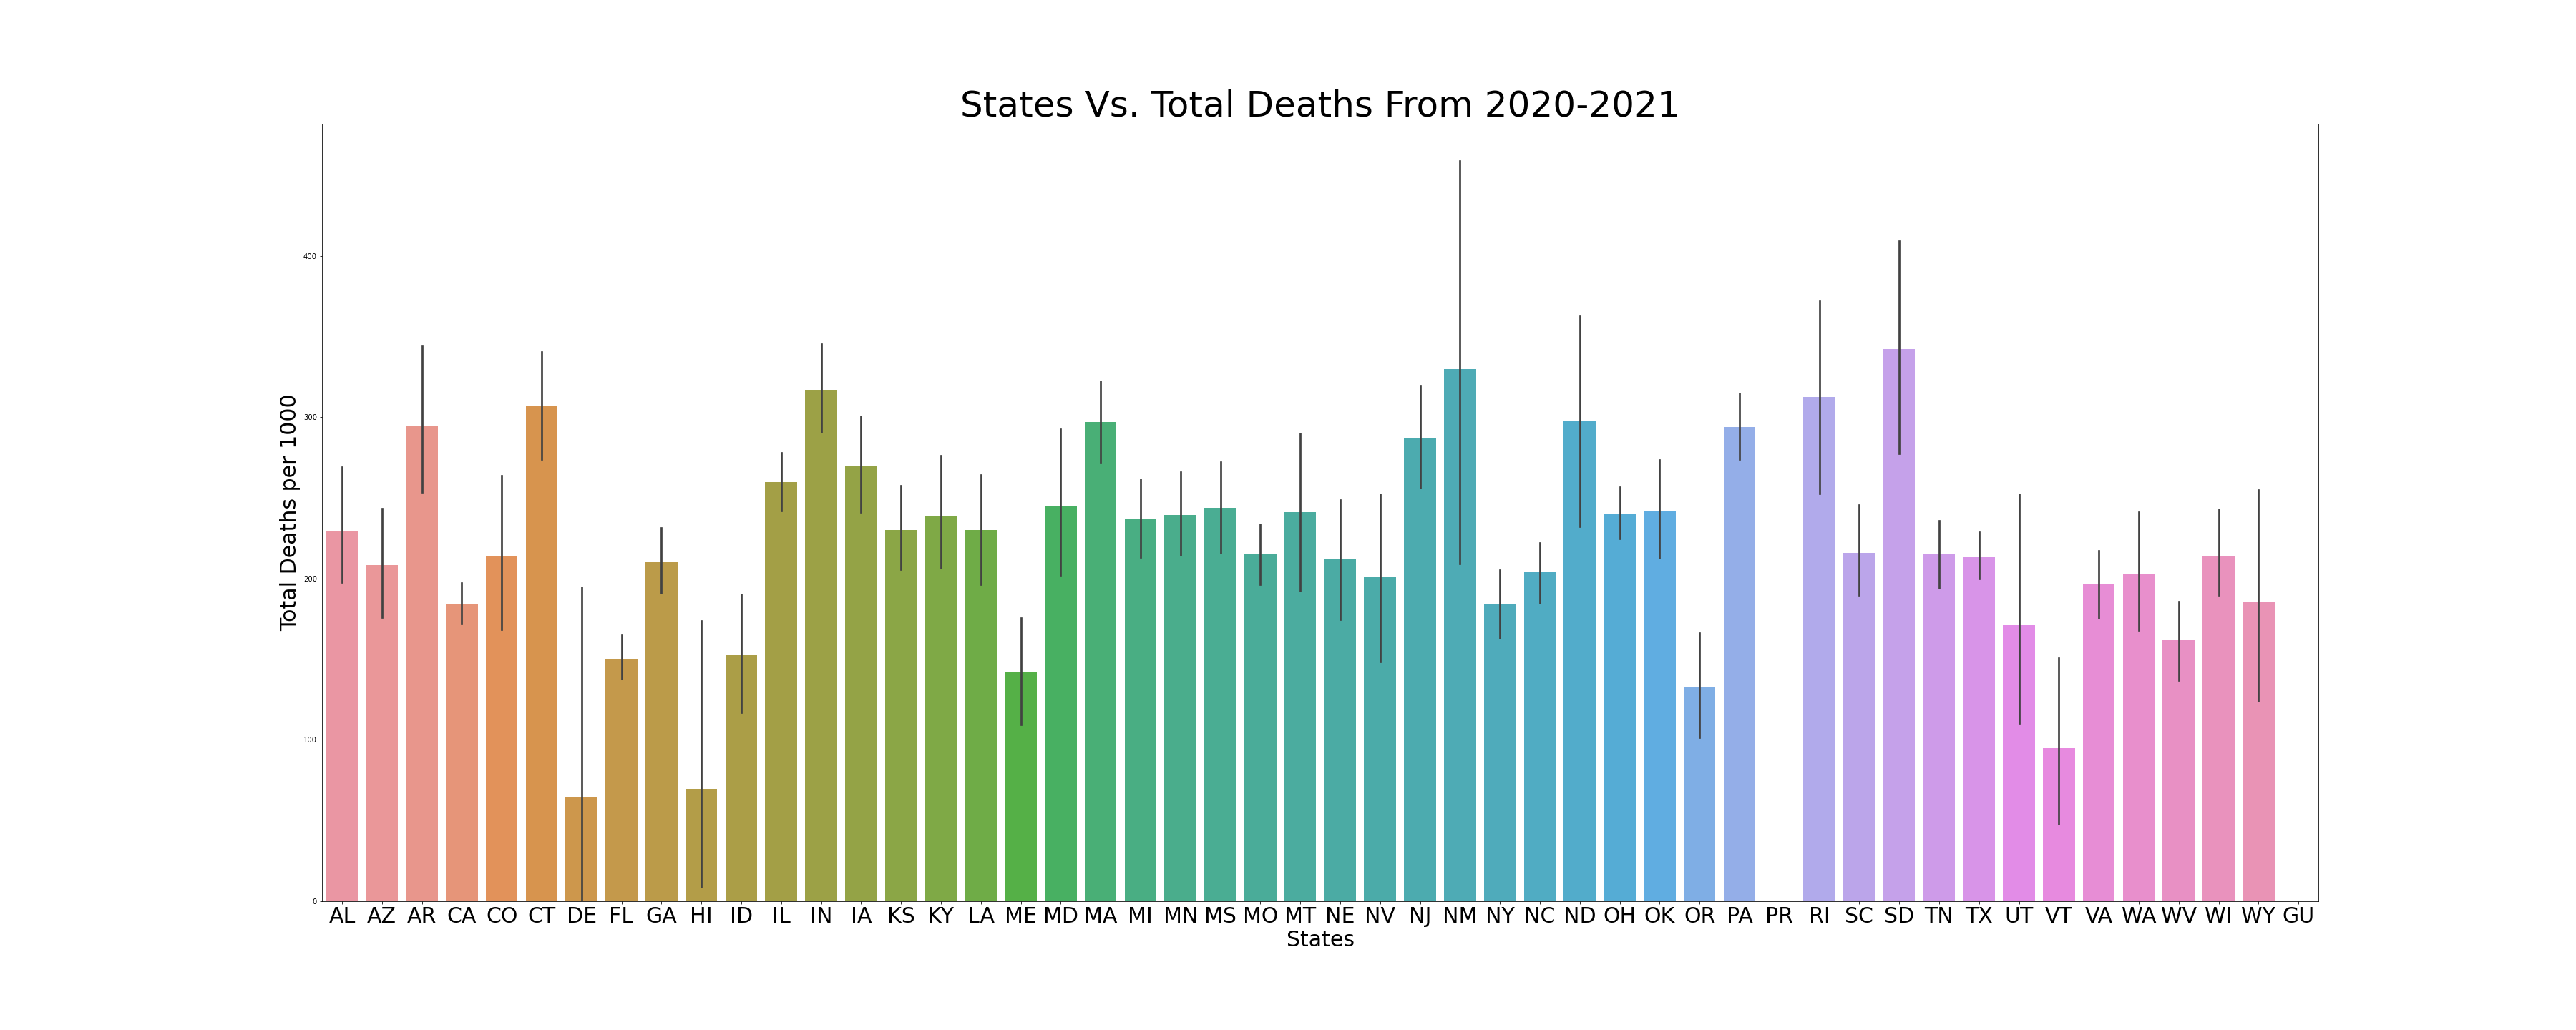 States Vs. Total Deaths From 2020-2021
Total Deaths per 1000
400
300
200
100
0
AL AZ AR CA CO CT DE FL GA HI ID IL IN IA KS KY LA ME MD MA MI MN MS MO MT NE NV NJ NM NY NC ND OH OK OR PA PR RI SC SD TN TX UT VT VA WA WV WI WY GU
States